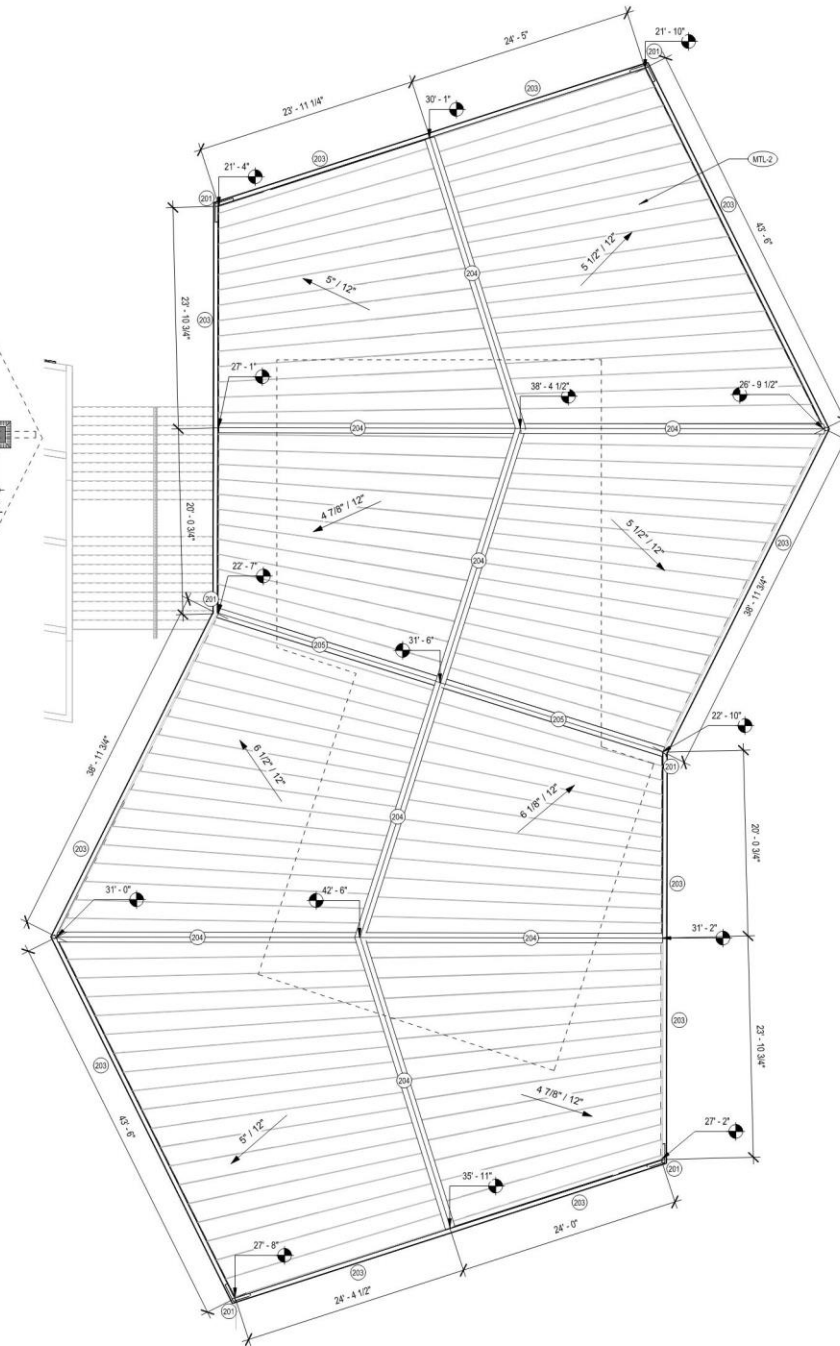 24' - 5"
21' - 10"
201
203
23' - 11 1/4"
30' - 1"
203
21' - 4"
201
MTL-2
203
43' - 6"
204
5 1/2" / 12"
5" / 12"
23' - 10 3/4"
203
27' - 1"
38' - 4 1/2"
26' - 9 1/2"
204
204
20' - 0 3/4"
4 7/8" / 12"
5 1/2" / 12"
203
204
22' - 7"
201
38' - 11 3/4"
205
31' - 6"
205
22' - 10"
201
38' - 11 3/4"
6 1/2" / 12"
6 1/8" / 12"
204
20' - 0 3/4"
203
203
31' - 0"
42' - 6"
31' - 2"
204
204
203
203
23' - 10 3/4"
43' - 6"
204
5" / 12"
4 7/8" / 12"
27' - 2"
201
35' - 11"
203
24' - 0"
27' - 8"
203
201
24' - 4 1/2"